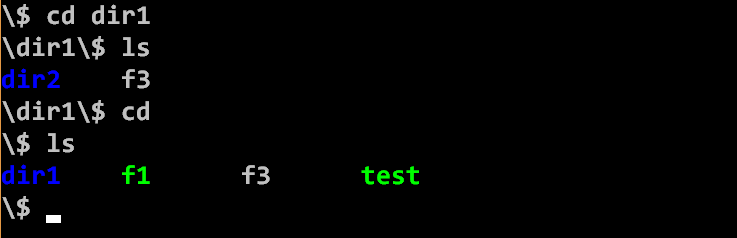 \$ cd dir1
\dir1\$ ls
dir2    f3
\dir1\$ cd
\$ ls
dir1    f1      f3      test
\$